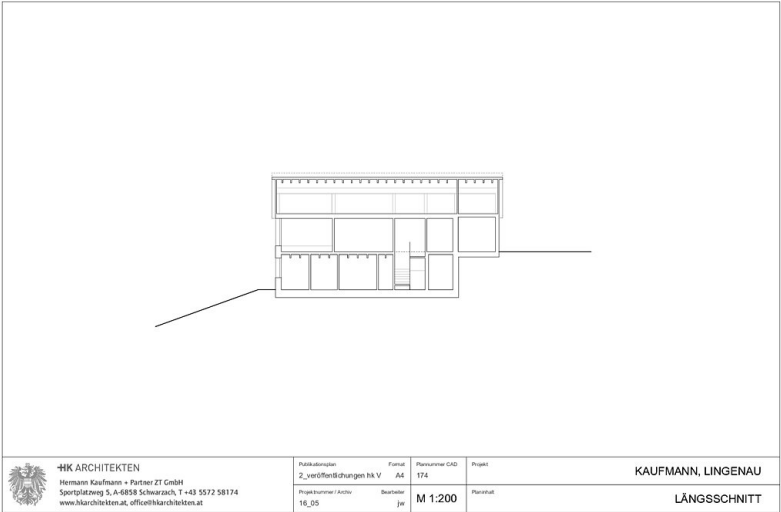 HK ARCHITEKTEN
Hermann Kaufmann + Partner ZT GmbH
Sportplatzweg 5, A-6858 Schwarzach, T +43 5572 58174
www.hkarchitekten.at, office@hkarchitekten.at
Publikationsplan Format
2_veröffentlichungen hk V A4
Projektnummer / Archiv Bearbeiter
16_05 jw
Plannummer CAD
174
M 1:200
Projekt
KAUFMANN, LINGENAU
Planinhalt
LÄNGSSCHNITT